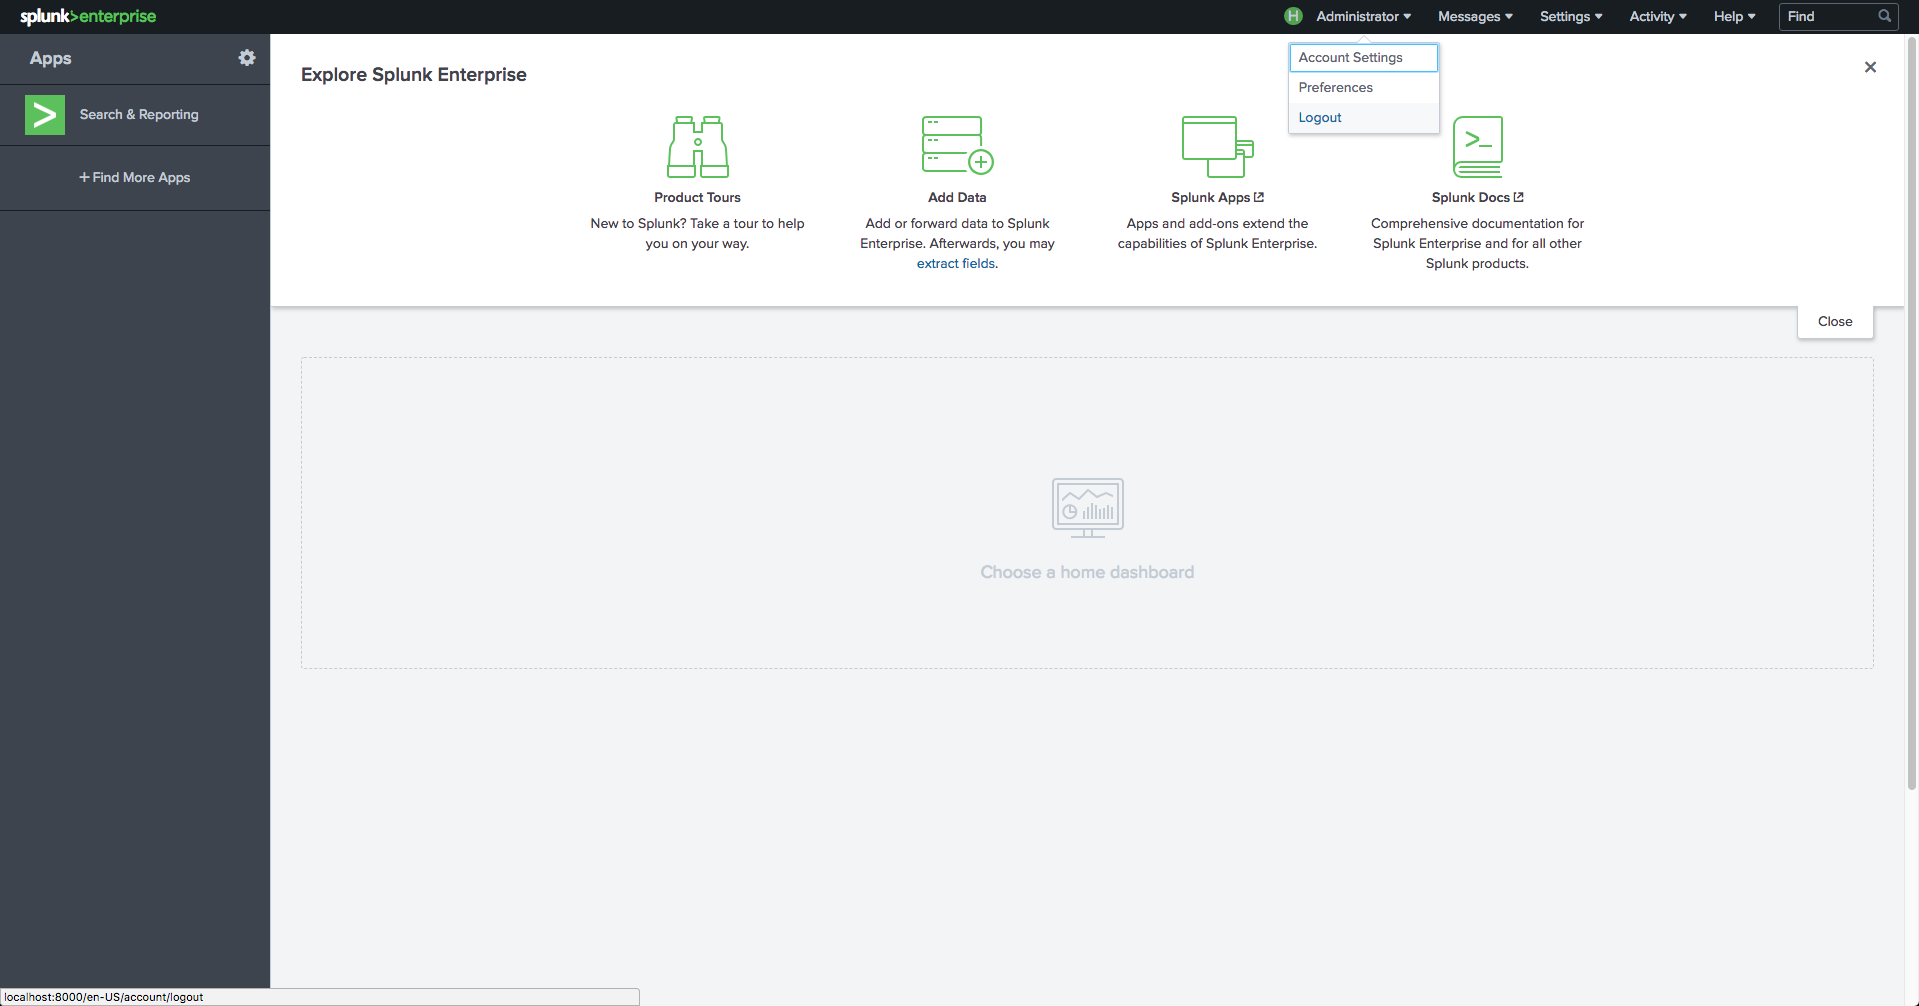 splunk>enterprise
H Administrator Messages Settings Activity Help Find
Apps
Search & Reporting
+ Find More Apps
Account Settings
Preferences
Logout
Explore Splunk Enterprise
Product Tours
New to Splunk? Take a tour to help
you on your way.
Add Data
Add or forward data to Splunk
Enterprise. Afterwards, you may
extract fields.
Splunk Apps
Apps and add-ons extend the
capabilities of Splunk Enterprise.
Splunk Docs
Comprehensive documentation for
Splunk Enterprise and for all other
Splunk products.
Close
Choose a home dashboard
localhost:8000/en-US/account/logout